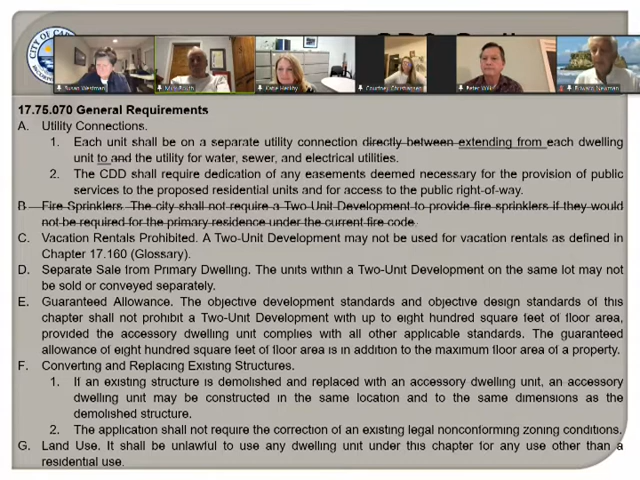 CITY OF
Susan Westman
Mick Routh
Katie Herlihy
Courtney Christiansen
Peter Wilk
Edward Newman
17.75.070 General Requirements
A. Utility Connections.
1. Each unit shall be on a separate utility connection directly between extending from each dwelling
unit to and the utility for water, sewer, and electrical utilities.
2. The CDD shall require dedication of any easements deemed necessary for the provision of public
services to the proposed residential units and for access to the public right-of-way.
B Fire Sprinklers. The city shall not require a Two-Unit Development to provide fire sprinklers if they would
not be required for the primary residence under the current fire code.
C. Vacation Rentals Prohibited. A Two-Unit Development may not be used for vacation rentals as defined in
Chapter 17.160 (Glossary).
D. Separate Sale from Primary Dwelling. The units within a Two-Unit Development on the same lot may not
be sold or conveyed separately.
E. Guaranteed Allowance. The objective development standards and objective design standards of this
chapter shall not prohibit a Two-Unit Development with up to eight hundred square feet of floor area,
provided the accessory dwelling unit complies with all other applicable standards. The guaranteed
allowance of eight hundred square feet of floor area is in addition to the maximum floor area of a property.
F. Converting and Replacing Existing Structures.
1. If an existing structure is demolished and replaced with an accessory dwelling unit, an accessory
dwelling unit may be constructed in the same location and to the same dimensions as the
demolished structure.
2. The application shall not require the correction of an existing legal nonconforming zoning conditions.
G. Land Use. It shall be unlawful to use any dwelling unit under this chapter for any use other than a
residential use.